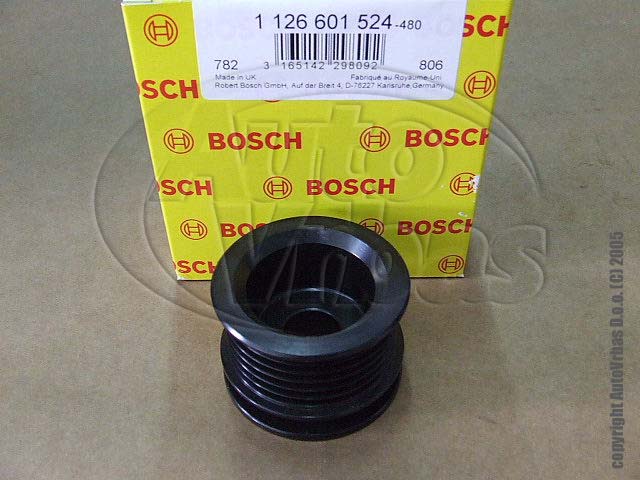 1 126 601 524-480
782 3 165142 298092 806
Made in UK Fabriqué au Royaume-Uni
Robert Bosch GmbH, Auf der Breit 4, D-76227 Karlsruhe, Germany
BOSCH
BOSCH
BOSCH
BOSCH
BOSCH
BOSCH
BOSCH
BOSCH
Auto
Vrbas
copyright AutoVrbas D.o.o. (C) 2005